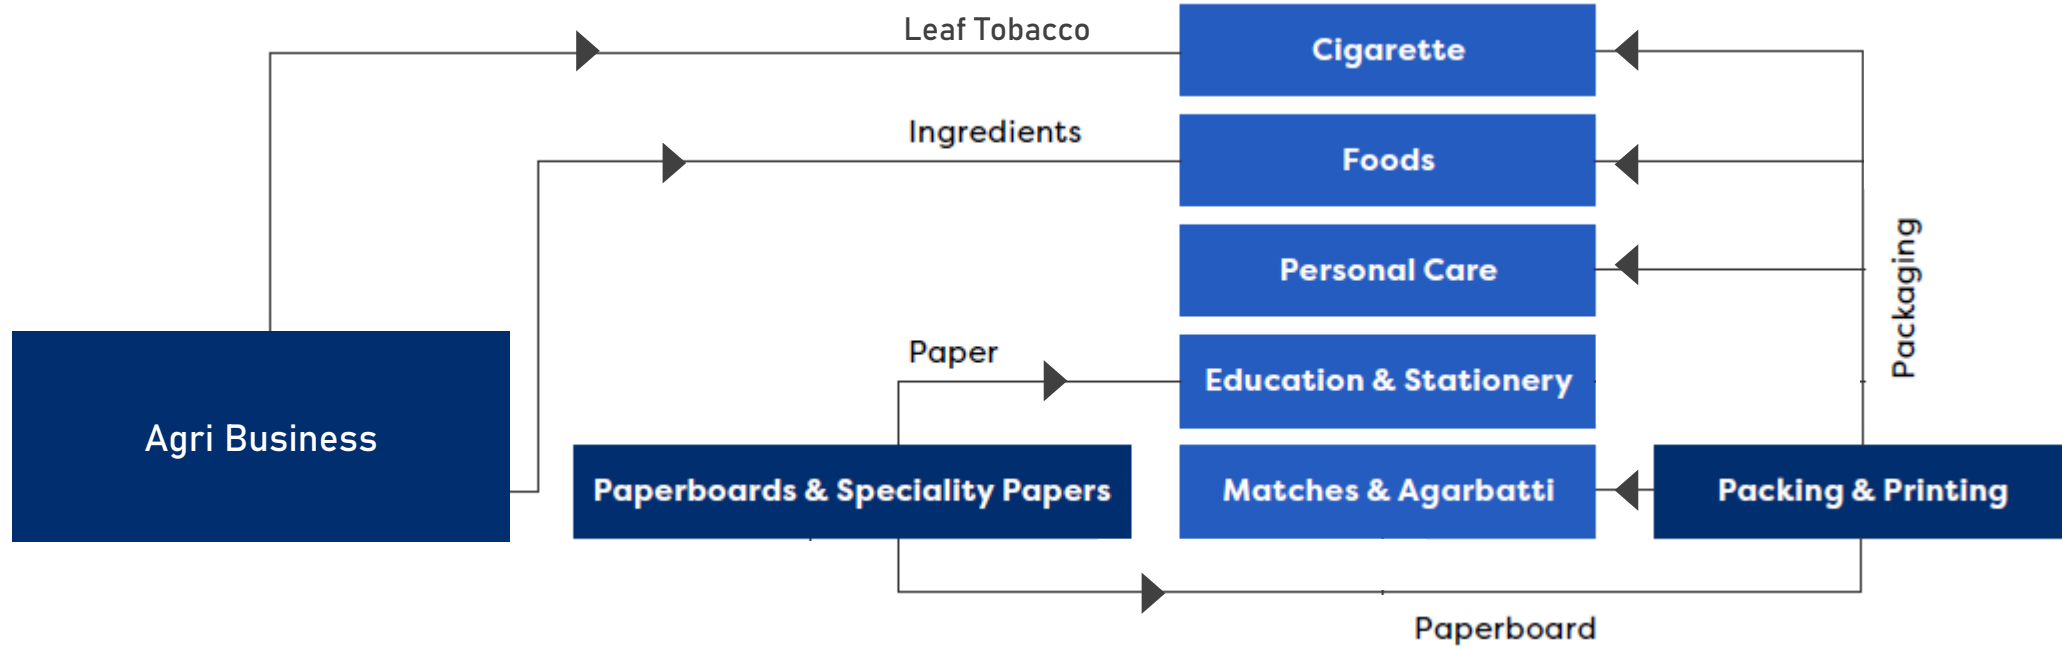 Leaf Tobacco
Cigarette
Ingredients
Foods
Personal Care
Packaging
Paper
Education & Stationery
Agri Business
Paperboards & Speciality Papers
Matches & Agarbatti
Packing & Printing
Paperboard